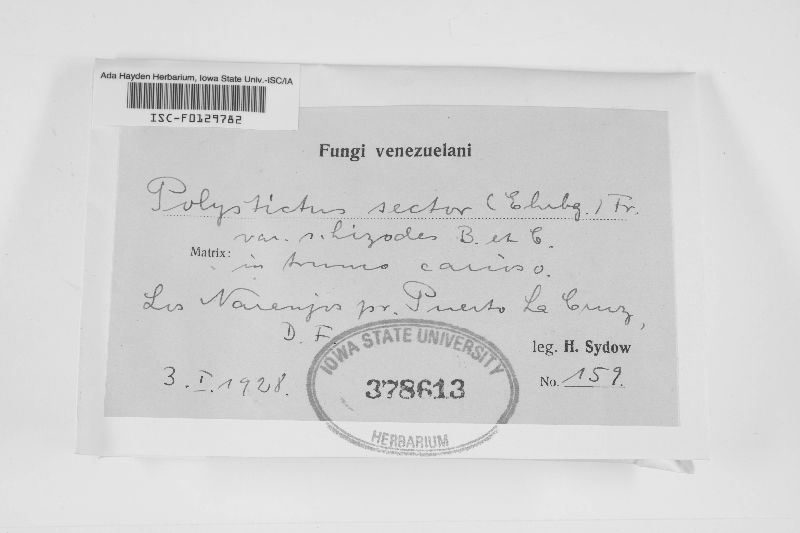 Ada Hayden Herbarium, Iowa State Univ.-ISC/IA
ISC-F0129782
Fungi venezuelani
Polystictus sector (Ehrbg.) Fr.
var. rhizodes B. et C.
Matrix:
in trunco carioso.
Los Naranjos pr. Puerto La Cruz,
D. F.
leg. H. Sydow
3. I. 1928.
No. 159.
IOWA STATE UNIVERSITY
378613
HERBARIUM